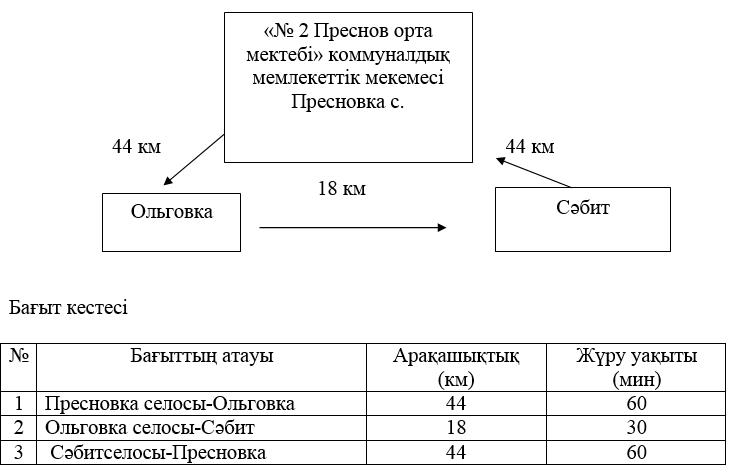 «№ 2 Преснов орта
мектебі» коммуналдық
мемлекеттік мекемесі
Пресновка с.
44 км
44 км
18 км
Ольговка
Сәбит
Бағыт кестесі
№ Бағыттың атауы Арақашықтық (км) Жүру уақыты (мин)
1 Пресновка селосы-Ольговка 44 60
2 Ольговка селосы-Сәбит 18 30
3 Сәбитселосы-Пресновка 44 60